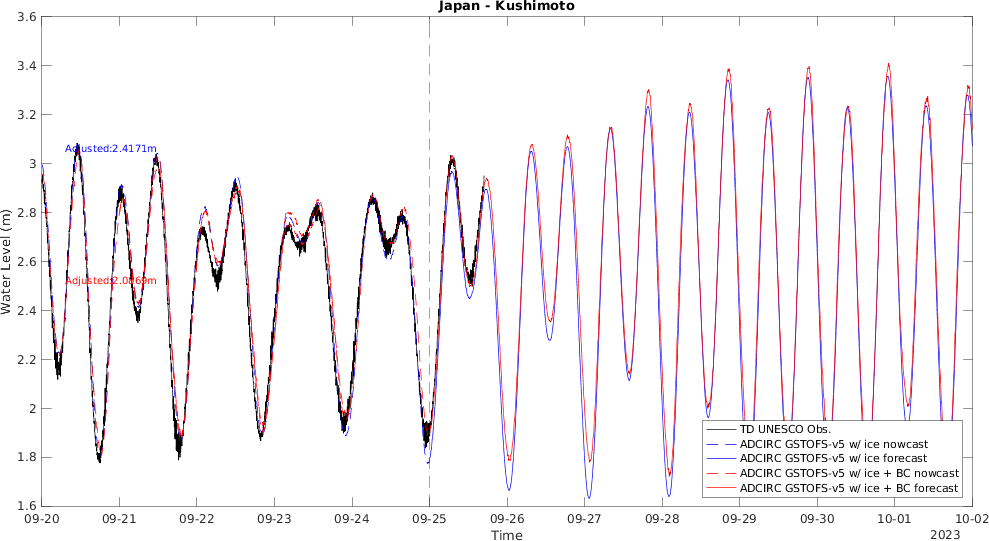 Japan - Kushimoto
3.6
3.4
3.2
3
2.8
2.6
2.4
2.2
2
1.8
1.6
Water Level (m)
Adjusted:2.4171m
Adjusted:2.0869m
TD UNESCO Obs.
ADCIRC GSTOFS-v5 w/ ice nowcast
ADCIRC GSTOFS-v5 w/ ice forecast
ADCIRC GSTOFS-v5 w/ ice + BC nowcast
ADCIRC GSTOFS-v5 w/ ice + BC forecast
09-20 09-21 09-22 09-23 09-24 09-25 09-26 09-27 09-28 09-29 09-30 10-01 10-02
Time
2023